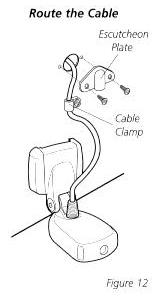 Route the Cable
Escutcheon
Plate
Cable
Clamp
Figure 12